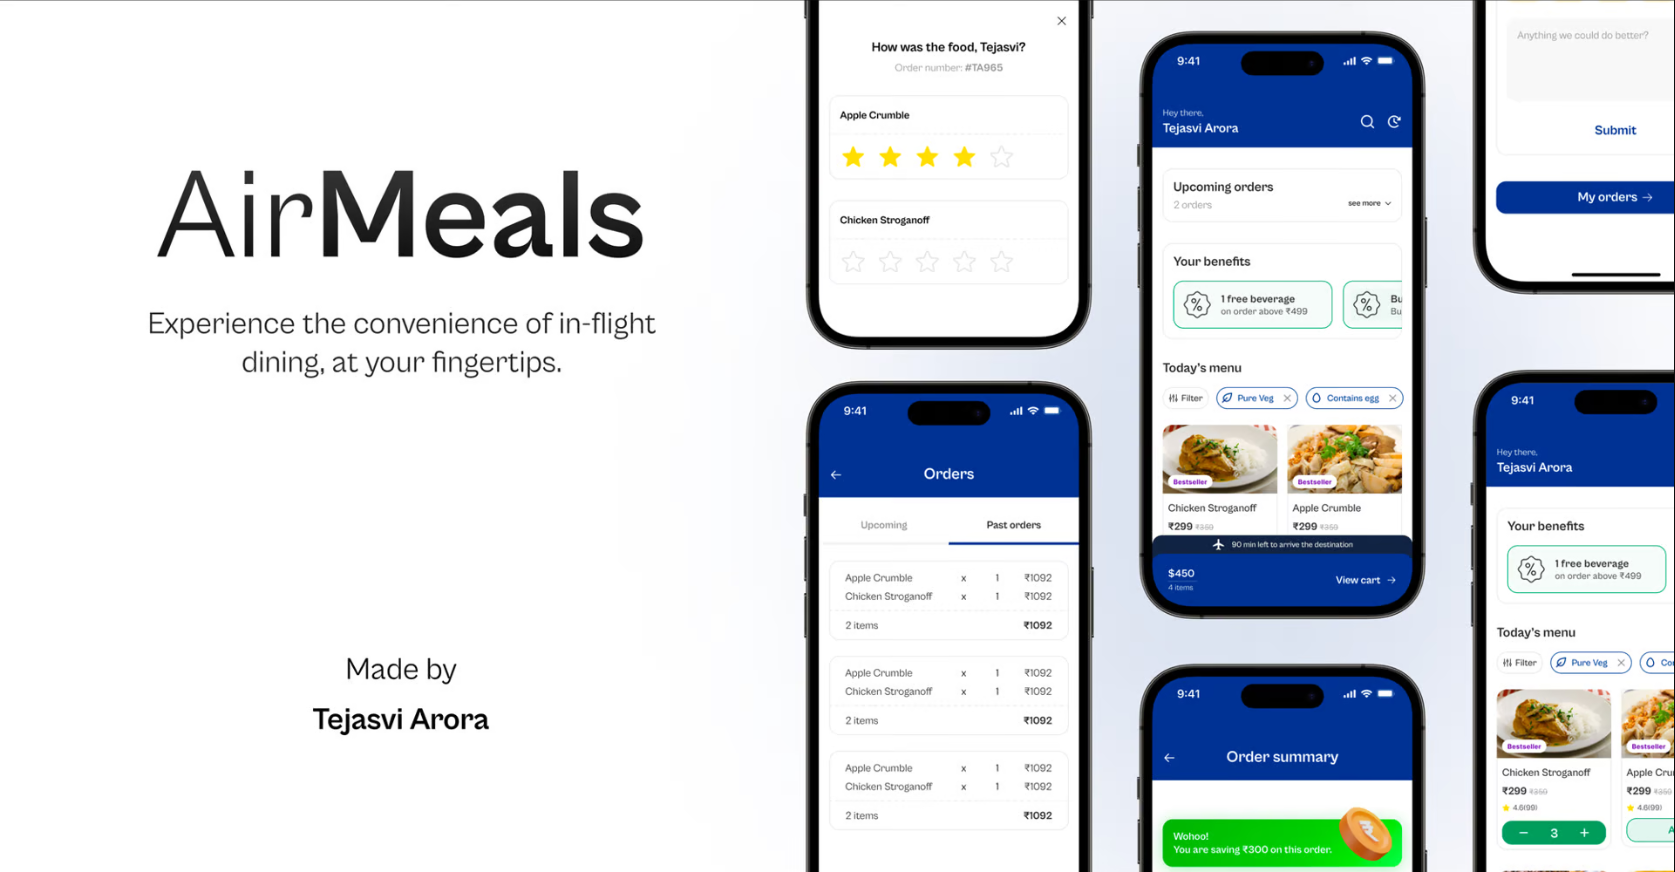 AirMeals
Experience the convenience of in-flight
dining, at your fingertips.
Made by
Tejasvi Arora
How was the food, Tejasvi?
Order number: #TA965
Apple Crumble
Chicken Stroganoff
9:41
Orders
Upcoming Past orders
Apple Crumble x 1 ₹1092
Chicken Stroganoff x 1 ₹1092
2 items ₹1092
Apple Crumble x 1 ₹1092
Chicken Stroganoff x 1 ₹1092
2 items ₹1092
Apple Crumble x 1 ₹1092
Chicken Stroganoff x 1 ₹1092
2 items ₹1092
9:41
Hey there,
Tejasvi Arora
Upcoming orders
2 orders
see more
Your benefits
1 free beverage
on order above ₹499
Bu
Bu
Today's menu
Filter Pure Veg Contains egg
Bestseller Bestseller
Chicken Stroganoff Apple Crumble
₹299 ₹350 ₹299 ₹350
90 min left to arrive the destination
$450
4 items
View cart
9:41
Order summary
Wohoo!
You are saving ₹300 on this order.
Anything we could do better?
Submit
My orders
9:41
Hey there,
Tejasvi Arora
Your benefits
1 free beverage
on order above ₹499
Today's menu
Filter Pure Veg Co
Bestseller Bestseller
Chicken Stroganoff Apple Cru
₹299 ₹350 ₹299 ₹350
4.6(99) 4.6(99)
3 A